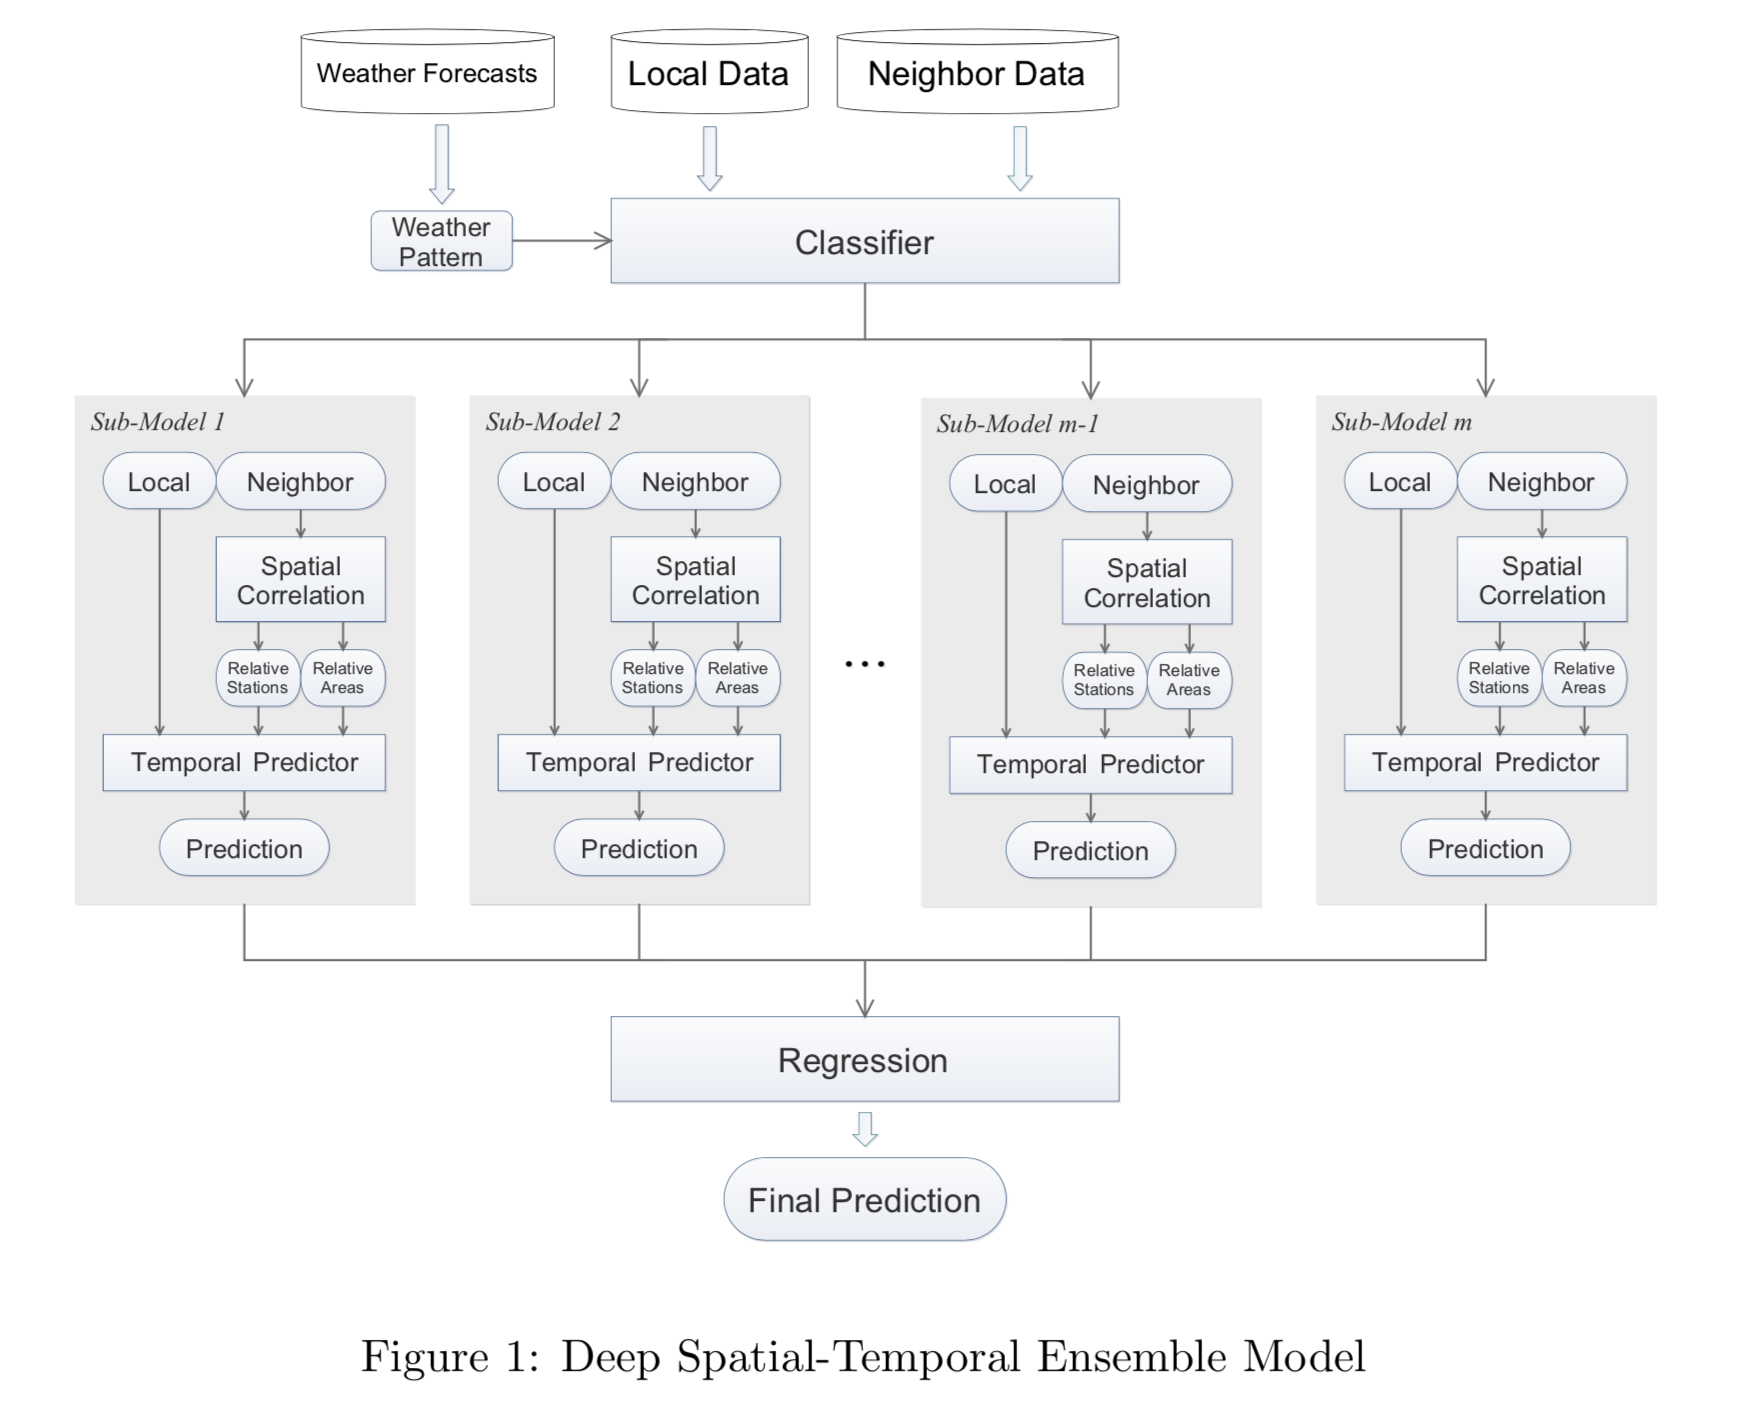 Weather Forecasts
Local Data
Neighbor Data
Weather
Pattern
Classifier
Sub-Model 1
Local
Neighbor
Spatial
Correlation
Relative
Stations
Relative
Areas
Temporal Predictor
Prediction
Sub-Model 2
Local
Neighbor
Spatial
Correlation
Relative
Stations
Relative
Areas
Temporal Predictor
Prediction
...
Sub-Model m-1
Local
Neighbor
Spatial
Correlation
Relative
Stations
Relative
Areas
Temporal Predictor
Prediction
Sub-Model m
Local
Neighbor
Spatial
Correlation
Relative
Stations
Relative
Areas
Temporal Predictor
Prediction
Regression
Final Prediction
Figure 1: Deep Spatial-Temporal Ensemble Model